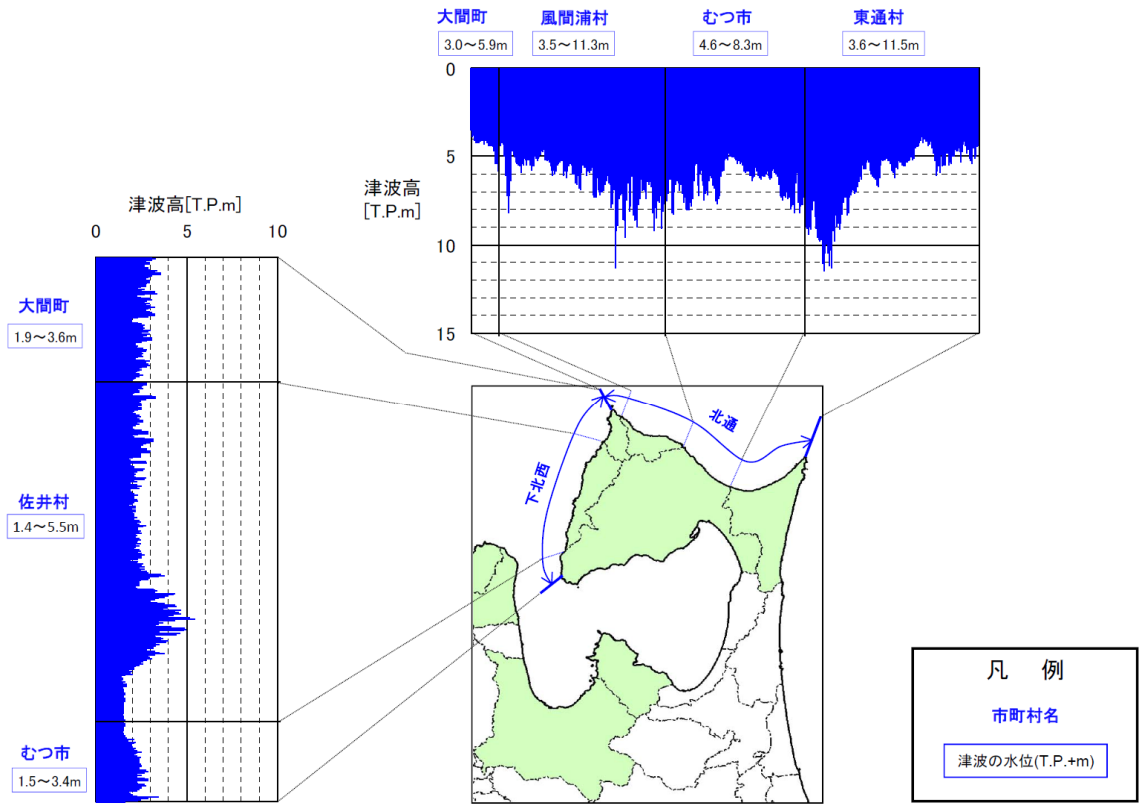 大間町
風間浦村
むつ市
東通村
3.0～5.9m
3.5～11.3m
4.6～8.3m
3.6～11.5m
0
5
10
15
津波高
[T.P.m]
津波高[T.P.m]
0
5
10
大間町
1.9～3.6m
佐井村
1.4～5.5m
むつ市
1.5～3.4m
北通
下北西
凡 例
市町村名
津波の水位(T.P.+m)